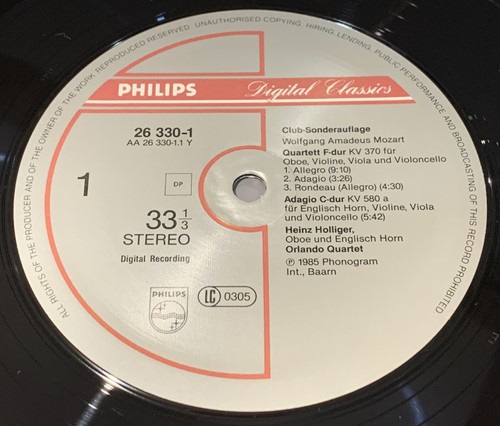 ALL RIGHTS OF THE PRODUCER AND OF THE OWNER OF THE WORK REPRODUCED RESERVED. UNAUTHORISED COPYING, HIRING, LENDING, PUBLIC PERFORMANCE AND BROADCASTING OF THIS RECORD PROHIBITED
PHILIPS Digital Classics
26 330-1
AA 26 330-1.1 Y
1
DP
33 1/3
STEREO
Digital Recording
PHILIPS
LC 0305
Club-Sonderauflage
Wolfgang Amadeus Mozart
Quartett F-dur KV 370 für
Oboe, Violine, Viola und Violoncello
1. Allegro (9:10)
2. Adagio (3:26)
3. Rondeau (Allegro) (4:30)
Adagio C-dur KV 580 a
für Englisch Horn, Violine, Viola
und Violoncello (5:42)
Heinz Holliger,
Oboe und Englisch Horn
Orlando Quartet
℗ 1985 Phonogram
Int., Baarn